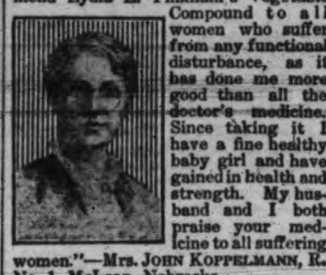 Compound to all
women who suffer
from any functional
disturbance, as it
has done me more
good than all the
doctor's medicine.
Since taking it I
have a fine healthy
baby girl and have
gained in health and
strength. My hus-
band and I both
praise your med-
icine to all suffering
women."—MRS. JOHN KOPPELMANN, R.